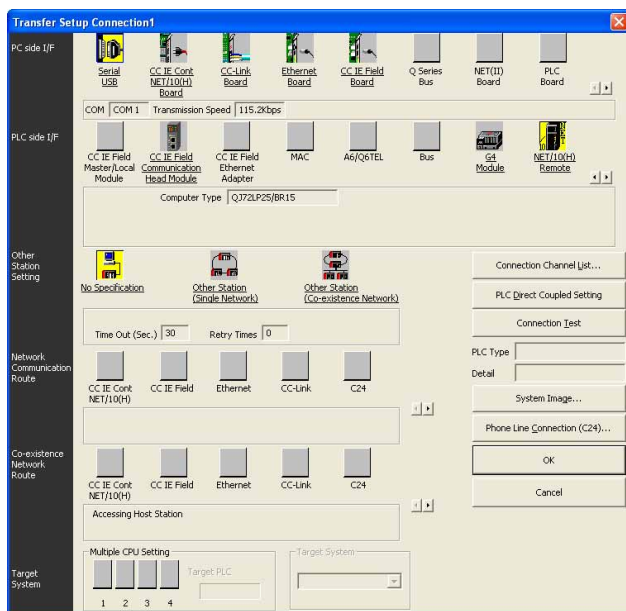 Transfer Setup Connection1
PC side I/F
Serial
USB
CC IE Cont
NET/10(H)
Board
CC-Link
Board
Ethernet
Board
CC IE Field
Board
Q Series
Bus
NET(II)
Board
PLC
Board
COM COM 1 Transmission Speed 115.2Kbps
PLC side I/F
CC IE Field
Master/Local
Module
CC IE Field
Communication
Head Module
CC IE Field
Ethernet
Adapter
MAC
A6/Q6TEL
Bus
G4
Module
NET/10(H)
Remote
Computer Type QJ72LP25/BR15
Other
Station
Setting
No Specification
Other Station
(Single Network)
Other Station
(Co-existence Network)
Time Out (Sec.) 30 Retry Times 0
Connection Channel List...
PLC Direct Coupled Setting
Connection Test
PLC Type
Detail
System Image...
Phone Line Connection (C24)...
OK
Cancel
Network
Communication
Route
CC IE Cont
NET/10(H)
CC IE Field
Ethernet
CC-Link
C24
Co-existence
Network
Route
CC IE Cont
NET/10(H)
CC IE Field
Ethernet
CC-Link
C24
Accessing Host Station
Target
System
Multiple CPU Setting
1 2 3 4
Target PLC
Target System